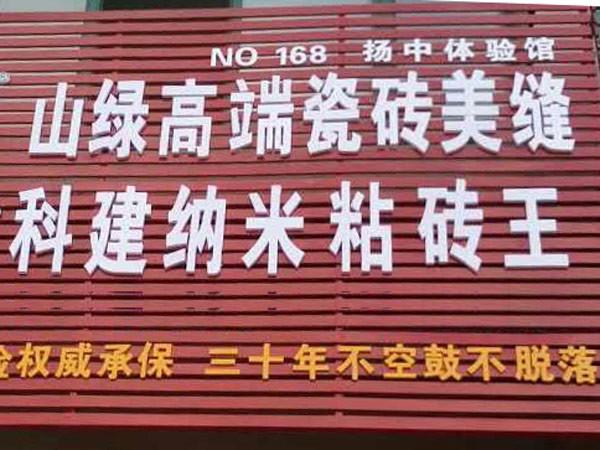 NO 168 扬中体验馆
山绿高端瓷砖美缝
科建纳米粘砖王
险权威承保 三十年不空鼓不脱落